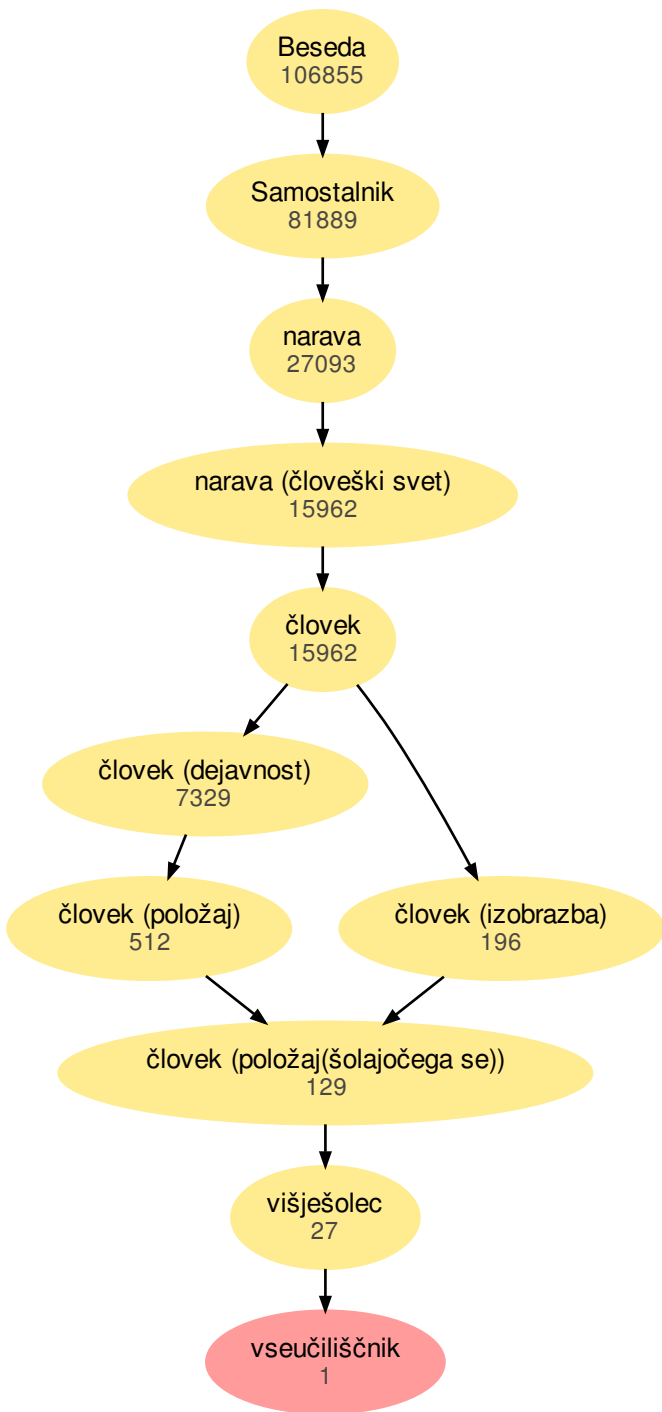 Beseda
106855
Samostalnik
81889
narava
27093
narava (človeški svet)
15962
človek
15962
človek (dejavnost)
7329
človek (položaj)
512
človek (izobrazba)
196
človek (položaj(šolajočega se))
129
višješolec
27
vseučiliščnik
1